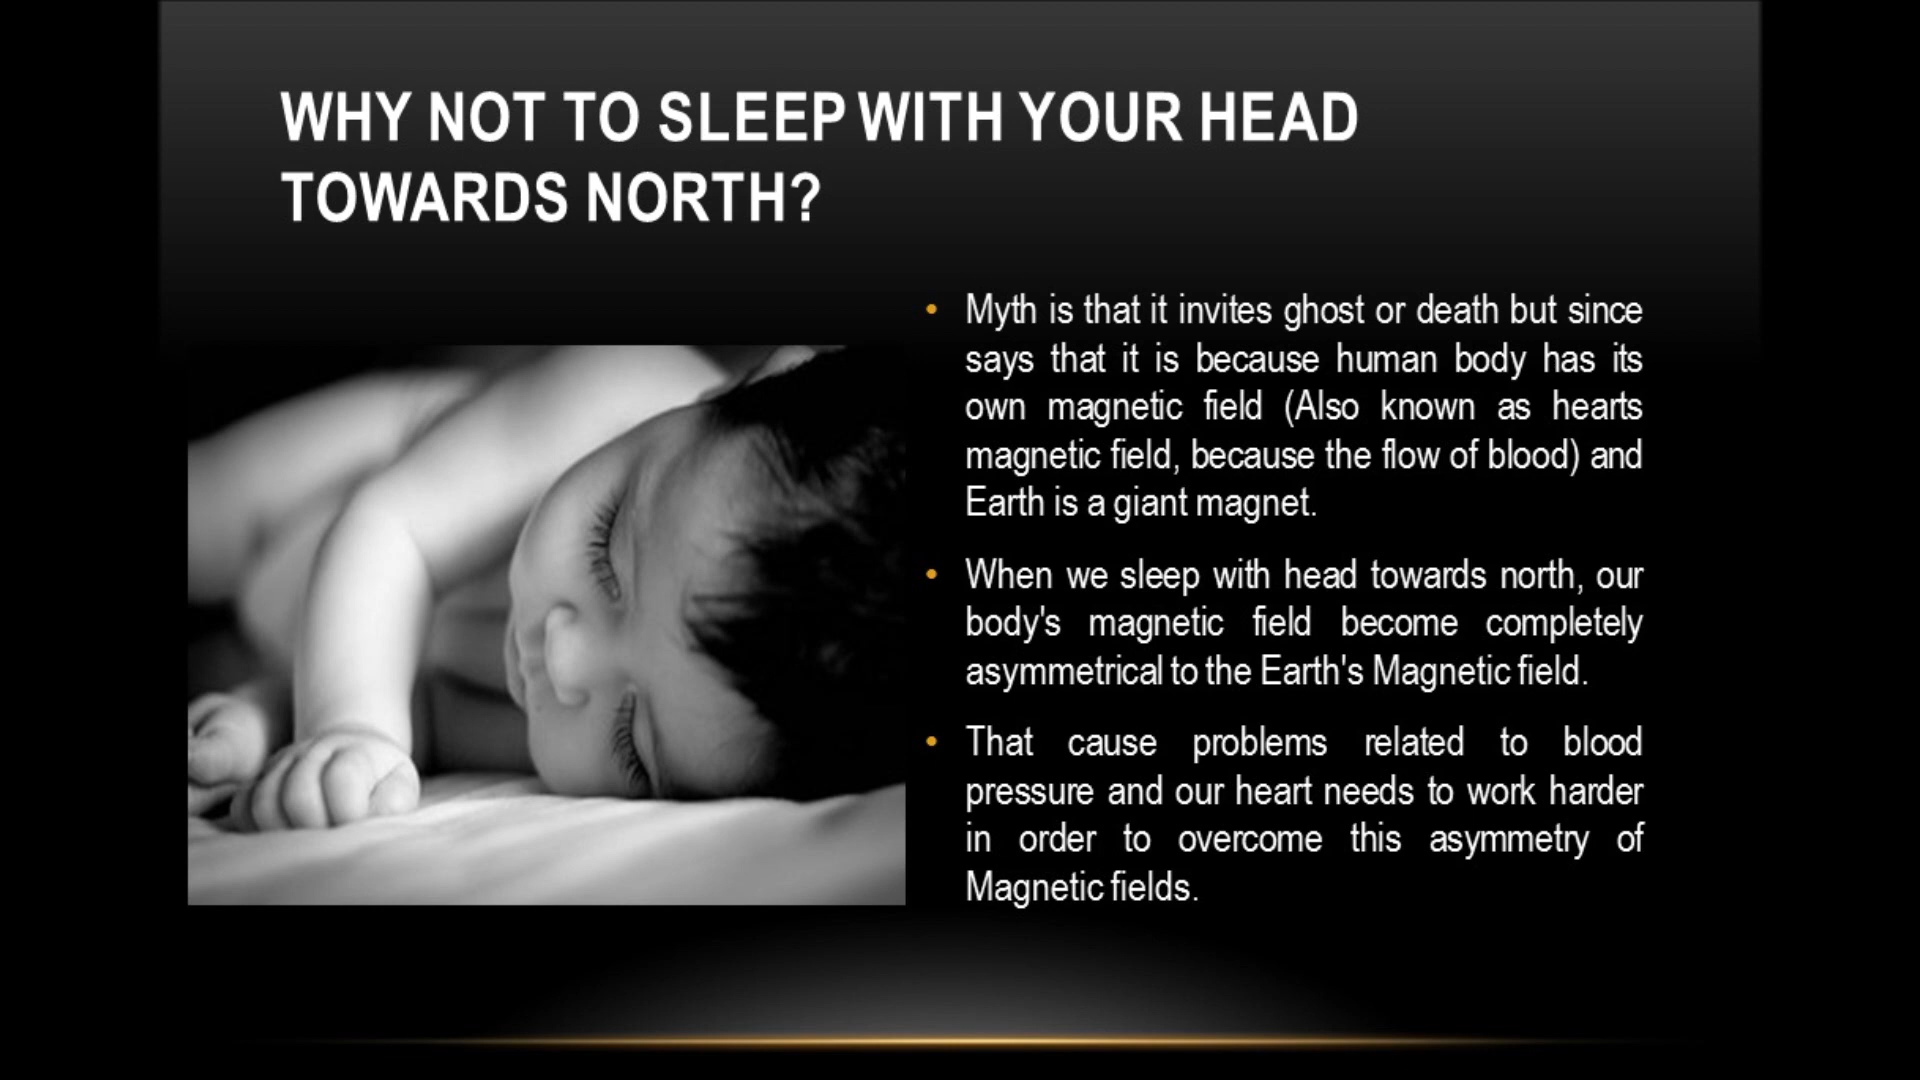 WHY NOT TO SLEEP WITH YOUR HEAD
TOWARDS NORTH?
• Myth is that it invites ghost or death but since
says that it is because human body has its
own magnetic field (Also known as hearts
magnetic field, because the flow of blood) and
Earth is a giant magnet.
• When we sleep with head towards north, our
body's magnetic field become completely
asymmetrical to the Earth's Magnetic field.
• That cause problems related to blood
pressure and our heart needs to work harder
in order to overcome this asymmetry of
Magnetic fields.